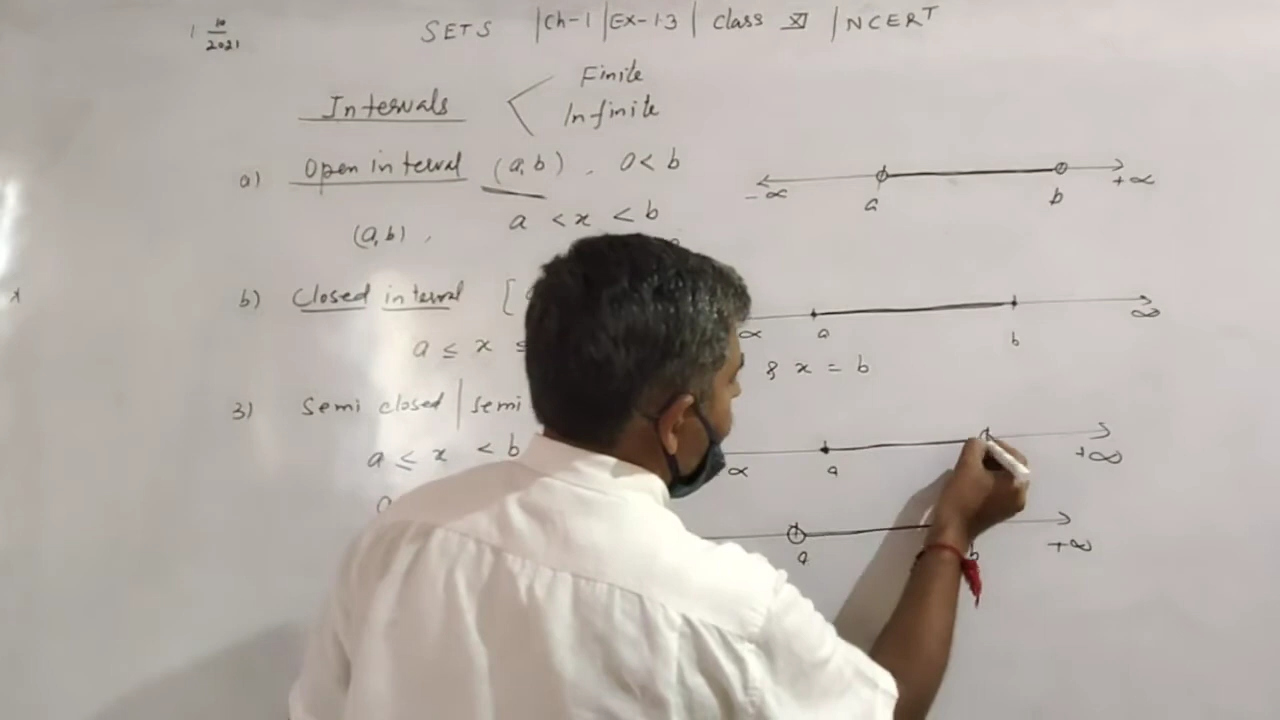 1 10/2021
SETS | Ch-1 | Ex-1.3 | class XI | NCERT
Intervals < Finite
Infinite
a) Open interval (a,b) , a < b
(a,b) , a < x < b
-∝ a b +∝
b) Closed interval [
a ≤ x ≤
∝ a b ∞
& x = b
3) Semi closed | semi
a ≤ x < b
∝ a +∞
a b +∞